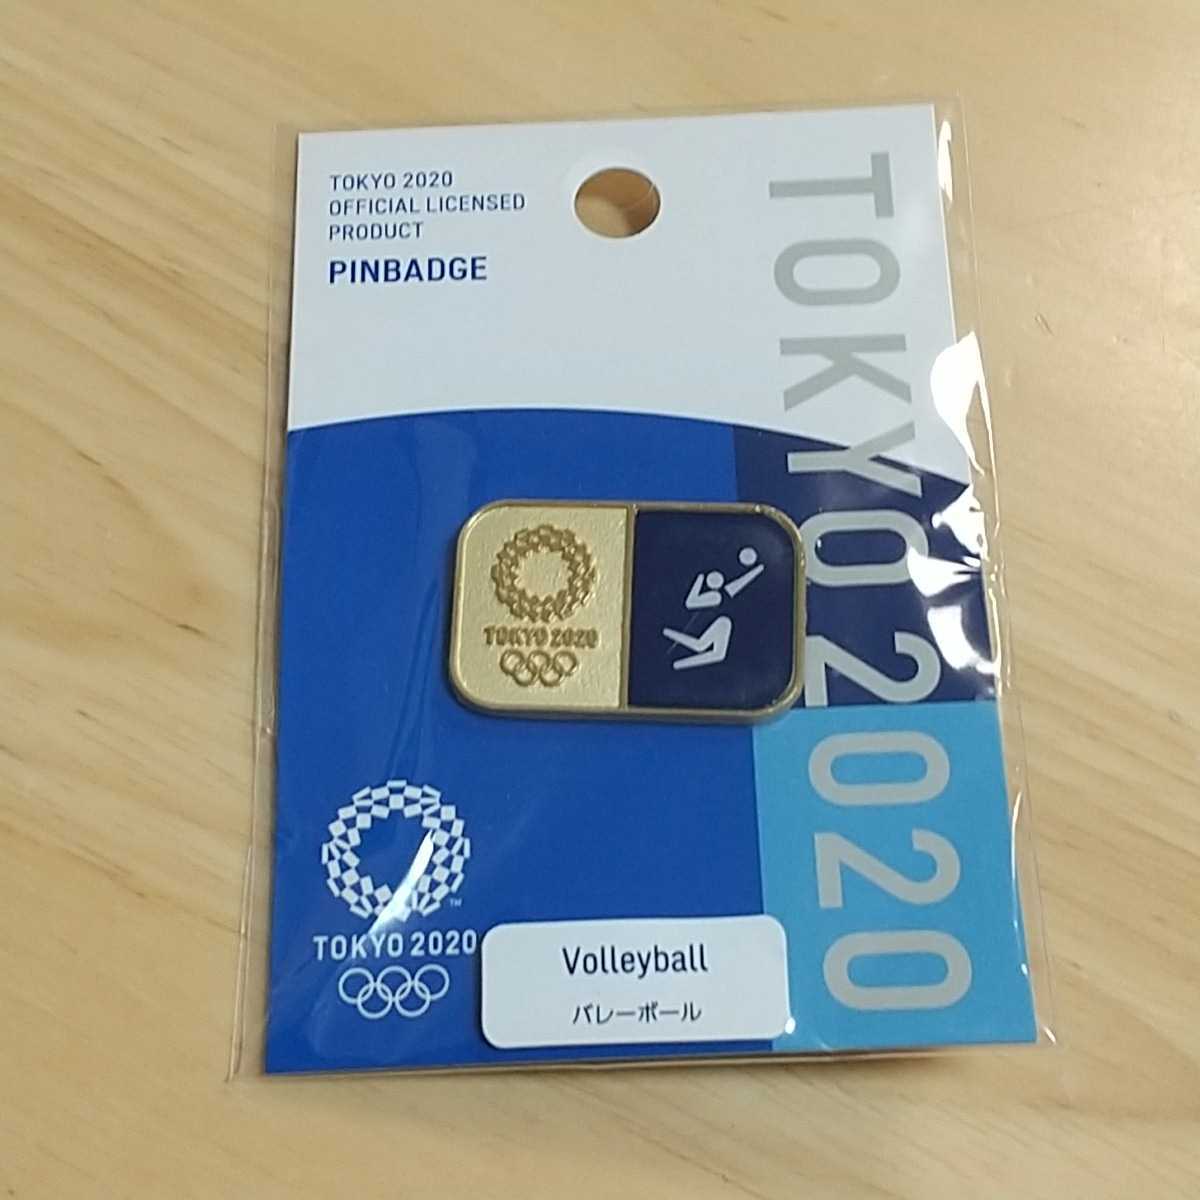 TOKYO 2020
OFFICIAL LICENSED
PRODUCT
PINBADGE
TOKYO 2020
TOKYO 2020
TM
TOKYO 2020
Volleyball
バレーボール